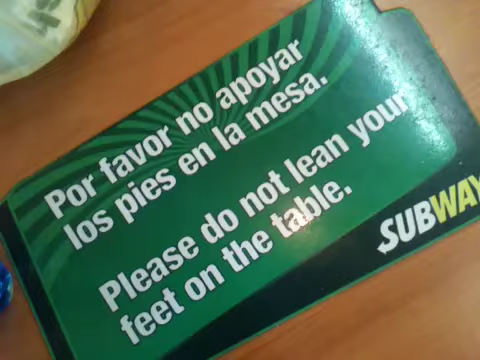 Por favor no apoyar
los pies en la mesa.
Please do not lean your
feet on the table.
SUBWAY